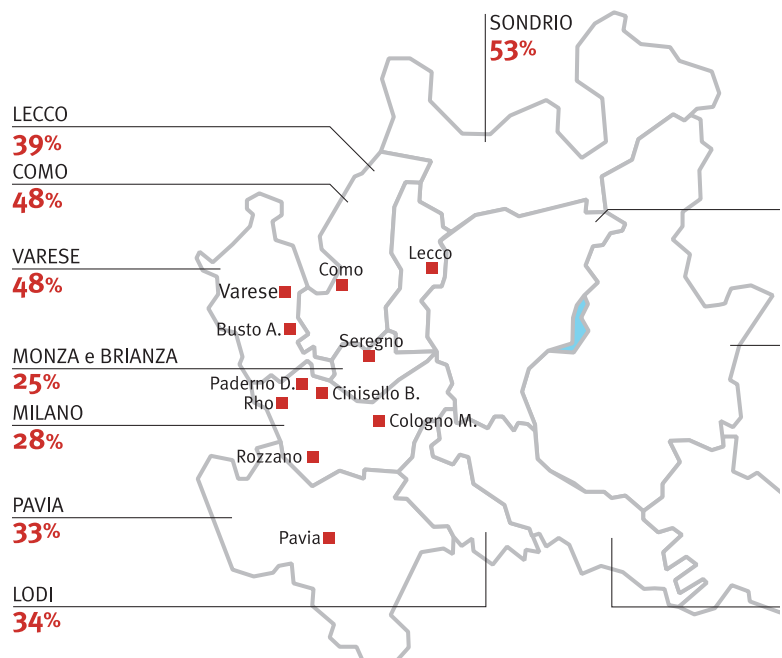 SONDRIO
53%
LECCO
39%
COMO
48%
VARESE
48%
MONZA e BRIANZA
25%
MILANO
28%
PAVIA
33%
LODI
34%
Lecco
Como
Varese
Busto A.
Seregno
Paderno D.
Cinisello B.
Rho
Cologno M.
Rozzano
Pavia